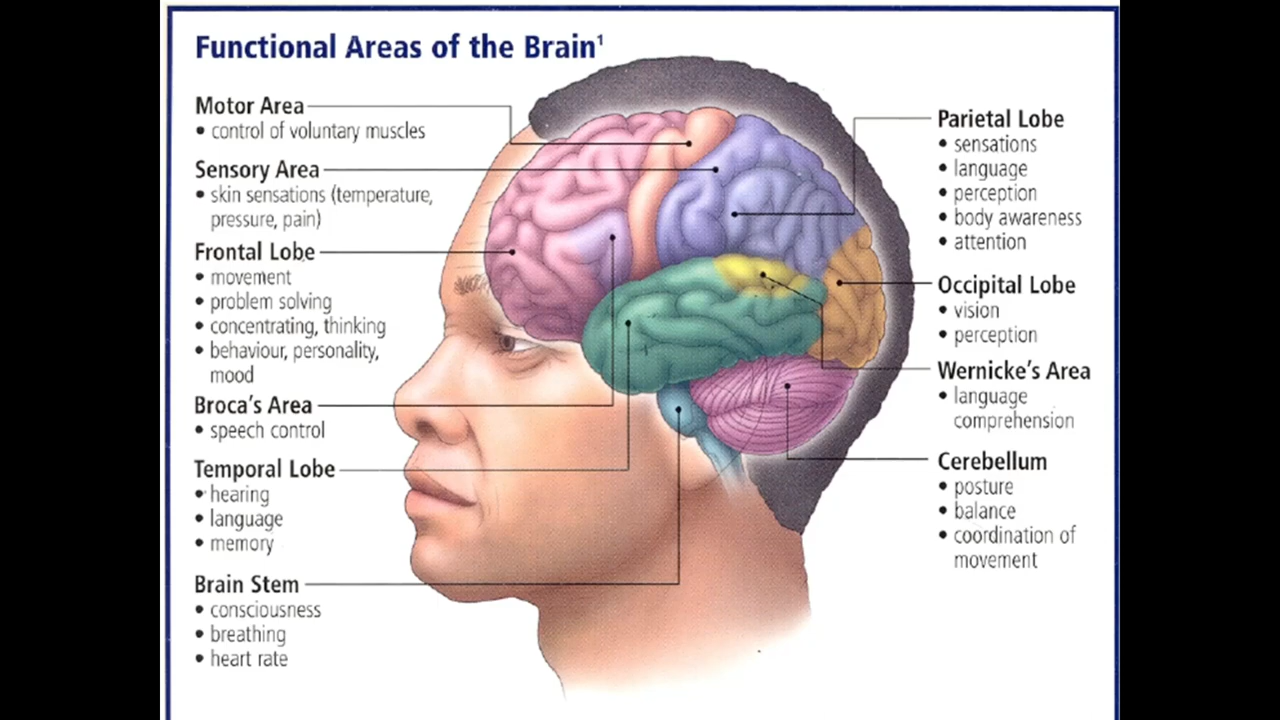 Functional Areas of the Brain¹
Motor Area
• control of voluntary muscles
Sensory Area
• skin sensations (temperature,
pressure, pain)
Frontal Lobe
• movement
• problem solving
• concentrating, thinking
• behaviour, personality,
mood
Broca's Area
• speech control
Temporal Lobe
• hearing
• language
• memory
Brain Stem
• consciousness
• breathing
• heart rate
Parietal Lobe
• sensations
• language
• perception
• body awareness
• attention
Occipital Lobe
• vision
• perception
Wernicke's Area
• language
comprehension
Cerebellum
• posture
• balance
• coordination of
movement